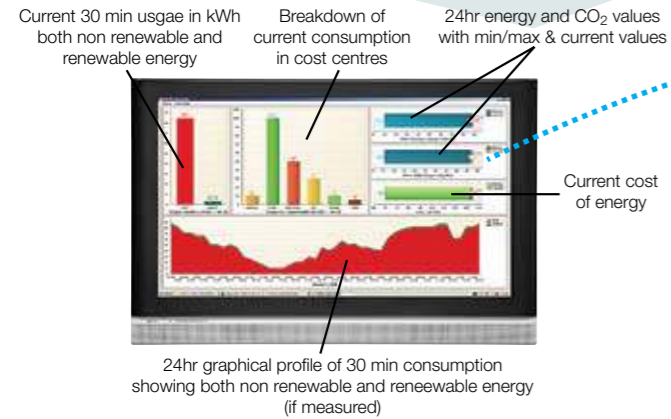 Current 30 min usgae in kWh
both non renewable and
renewable energy
Breakdown of
current consumption
in cost centres
24hr energy and CO₂ values
with min/max & current values
Current cost
of energy
24hr graphical profile of 30 min consumption
showing both non renewable and reneewable energy
(if measured)